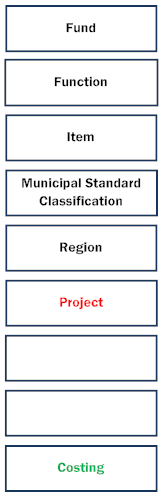 Fund
Function
Item
Municipal Standard
Classification
Region
Project
Costing